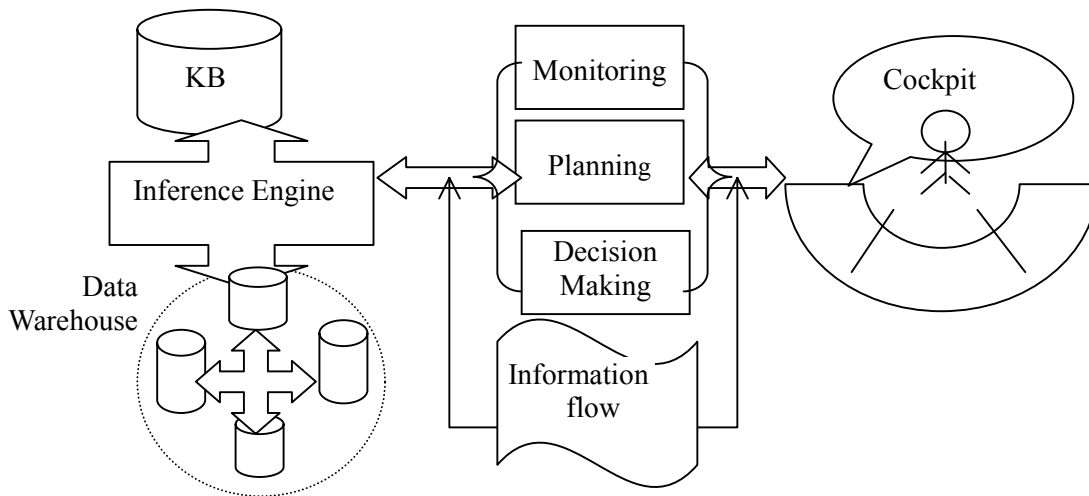 KB
Inference Engine
Data
Warehouse
Monitoring
Planning
Decision
Making
Information
flow
Cockpit